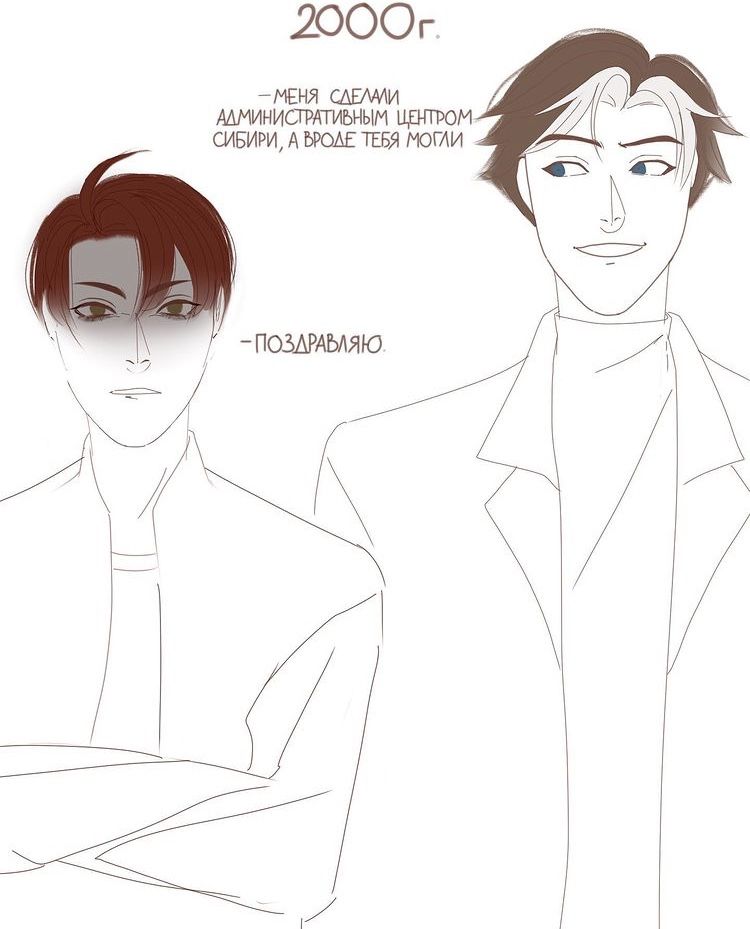 2000г.
— МЕНЯ СДЕЛАЛИ
АДМИНИСТРАТИВНЫМ ЦЕНТРОМ
СИБИРИ, А ВРОДЕ ТЕБЯ МОГЛИ
— ПОЗДРАВЛЯЮ.